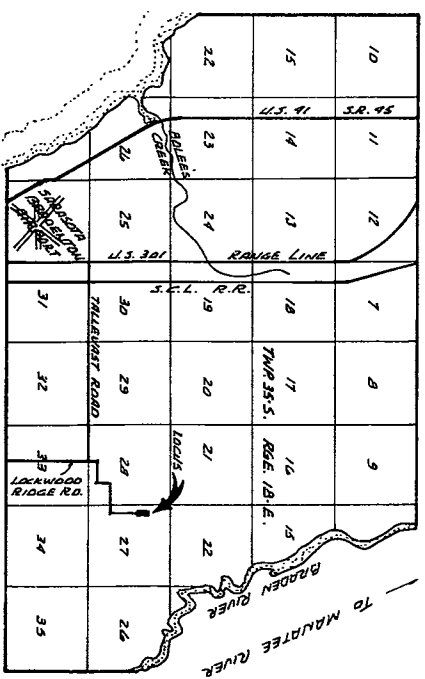 22 15 10
U.S. 41 S.R. 45
26 23 14 11
CREEK
SARASOTA
BRADENTON
AIRPORT
25 24 13 12
U.S. 301 RANGE LINE
S.C.L. R.R.
31 30 19 18 7
TALLEVAST ROAD
TWP. 35-S. RGE. 18-E.
32 29 20 17 8
33 28 21 16 9
LOCUS
LOCKWOOD
RIDGE RD.
34 27 22 15
BRADEN RIVER
35 26
TO MANATEE RIVER